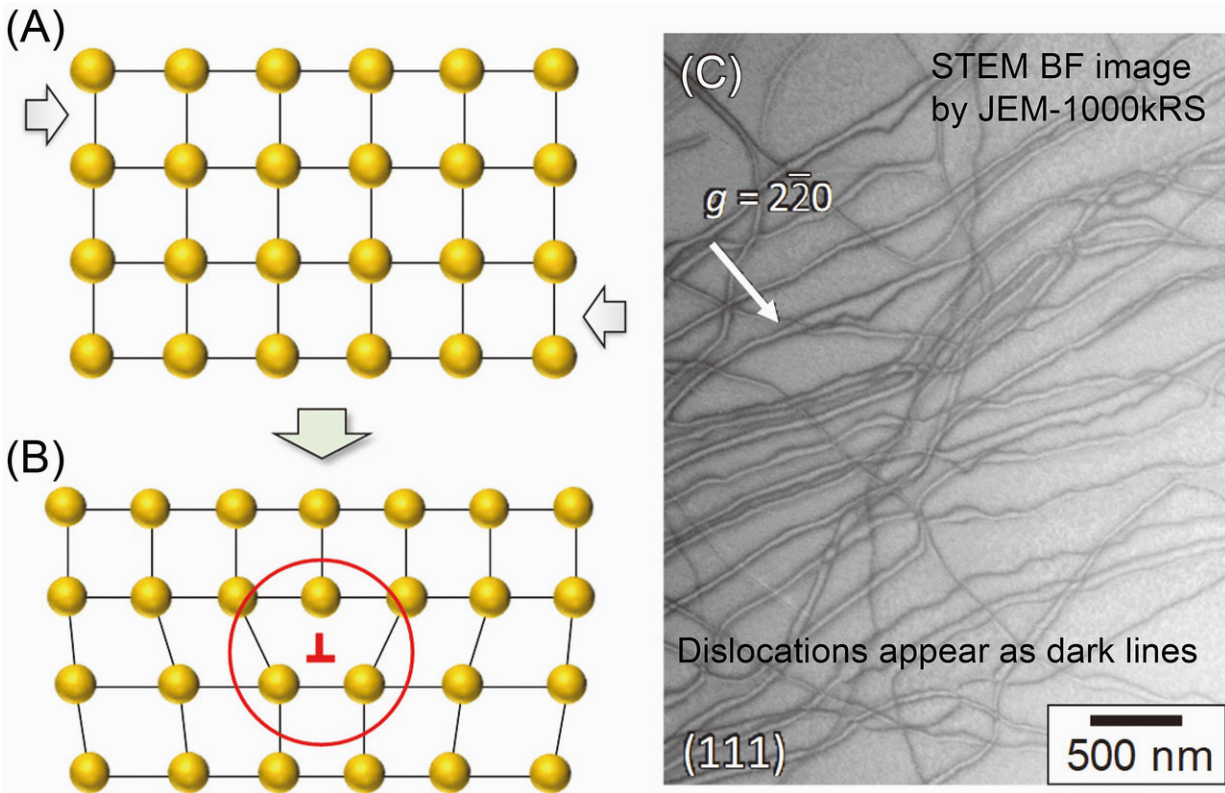 (A)
(B)
(C)
STEM BF image
by JEM-1000kRS
g = 22̅0
Dislocations appear as dark lines
(111)
500 nm